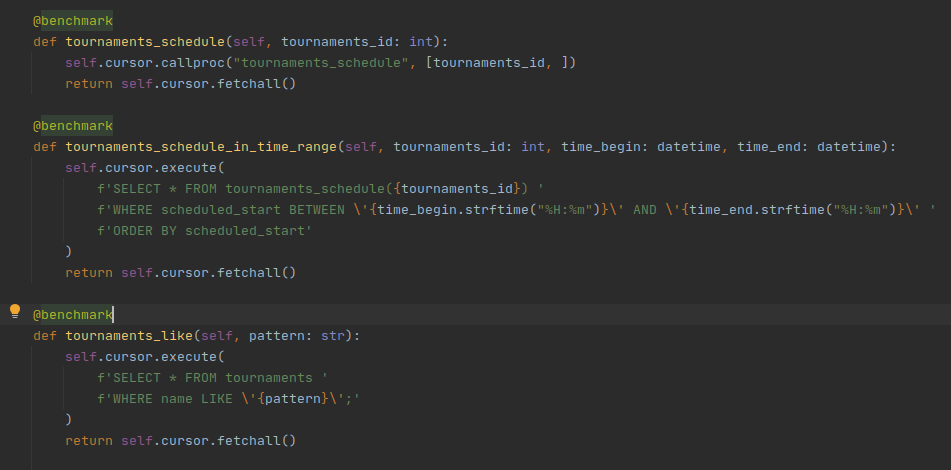 @benchmark
def tournaments_schedule(self, tournaments_id: int):
    self.cursor.callproc("tournaments_schedule", [tournaments_id, ])
    return self.cursor.fetchall()
@benchmark
def tournaments_schedule_in_time_range(self, tournaments_id: int, time_begin: datetime, time_end: datetime):
    self.cursor.execute(
        f'SELECT * FROM tournaments_schedule({tournaments_id}) '
        f'WHERE scheduled_start BETWEEN \'{time_begin.strftime("%H:%m")}\' AND \'{time_end.strftime("%H:%m")}\' '
        f'ORDER BY scheduled_start'
    )
    return self.cursor.fetchall()
@benchmark
def tournaments_like(self, pattern: str):
    self.cursor.execute(
        f'SELECT * FROM tournaments '
        f'WHERE name LIKE \'{pattern}\';'
    )
    return self.cursor.fetchall()